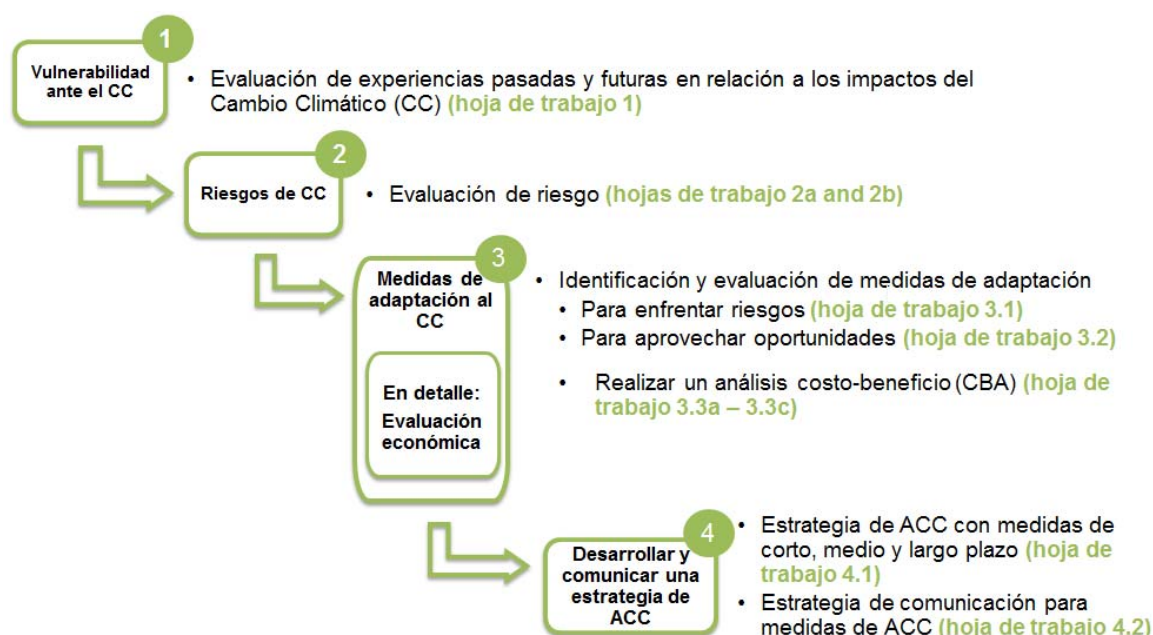 1
Vulnerabilidad
ante el CC
• Evaluación de experiencias pasadas y futuras en relación a los impactos del
Cambio Climático (CC) (hoja de trabajo 1)
2
Riesgos de CC
• Evaluación de riesgo (hojas de trabajo 2a and 2b)
3
Medidas de
adaptación al
CC
En detalle:
Evaluación
económica
• Identificación y evaluación de medidas de adaptación
• Para enfrentar riesgos (hoja de trabajo 3.1)
• Para aprovechar oportunidades (hoja de trabajo 3.2)
• Realizar un análisis costo-beneficio (CBA) (hoja de
trabajo 3.3a – 3.3c)
4
Desarrollar y
comunicar una
estrategia de
ACC
• Estrategia de ACC con medidas de
corto, medio y largo plazo (hoja de
trabajo 4.1)
• Estrategia de comunicación para
medidas de ACC (hoja de trabajo 4.2)